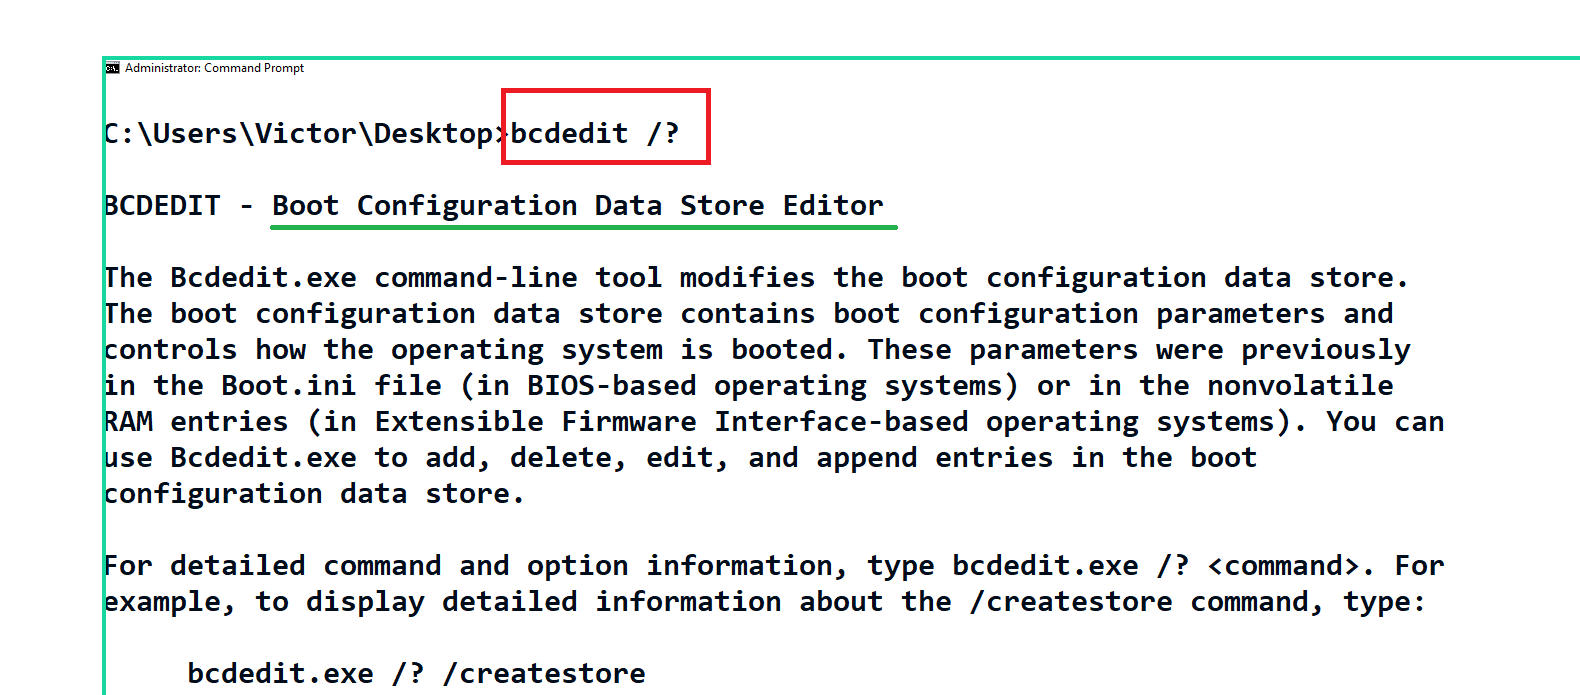 Administrator: Command Prompt
C:\Users\Victor\Desktop>bcdedit /?
BCDEDIT - Boot Configuration Data Store Editor
The Bcdedit.exe command-line tool modifies the boot configuration data store.
The boot configuration data store contains boot configuration parameters and
controls how the operating system is booted. These parameters were previously
in the Boot.ini file (in BIOS-based operating systems) or in the nonvolatile
RAM entries (in Extensible Firmware Interface-based operating systems). You can
use Bcdedit.exe to add, delete, edit, and append entries in the boot
configuration data store.
For detailed command and option information, type bcdedit.exe /? <command>. For
example, to display detailed information about the /createstore command, type:
bcdedit.exe /? /createstore